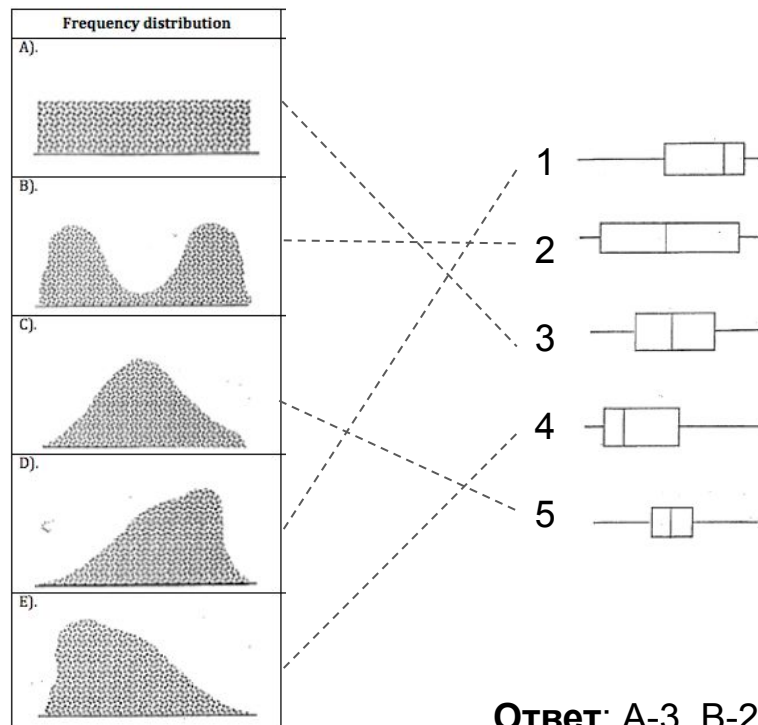 Frequency distribution
A).
B).
C).
D).
E).
1
2
3
4
5
Ответ: A-3, B-2